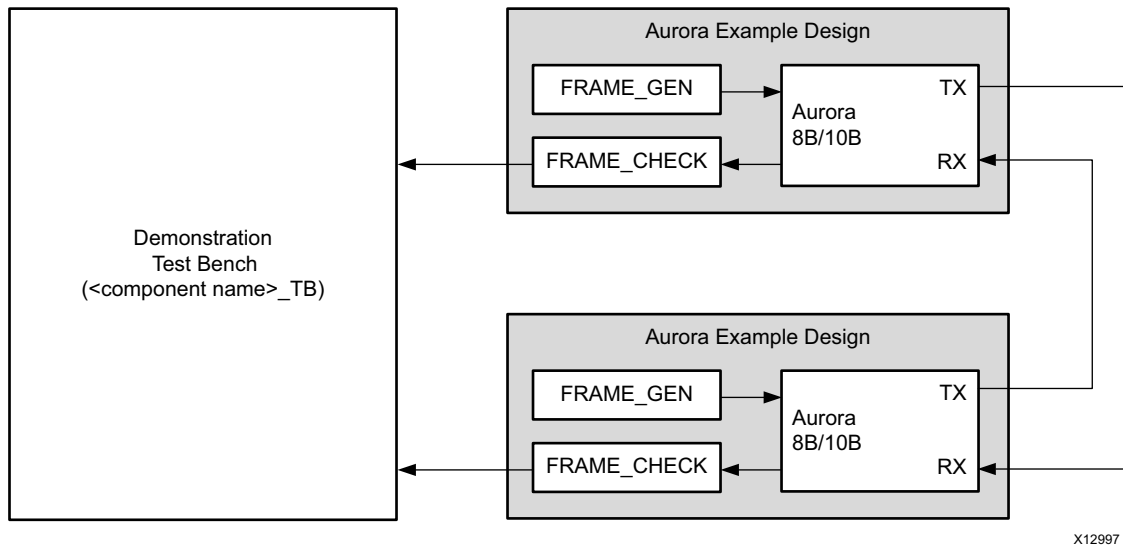 Aurora Example Design
FRAME_GEN
TX
Aurora
8B/10B
FRAME_CHECK
RX
Demonstration
Test Bench
(<component name>_TB)
Aurora Example Design
FRAME_GEN
TX
Aurora
8B/10B
FRAME_CHECK
RX
X12997